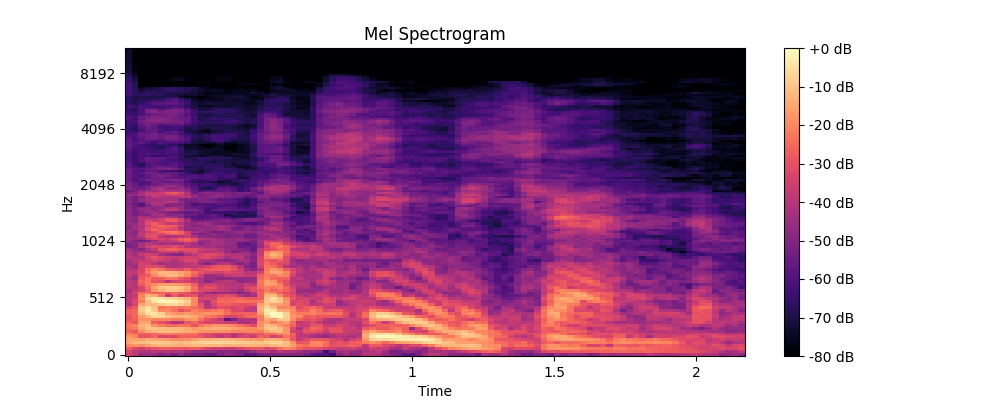 Mel Spectrogram
Hz
8192
4096
2048
1024
512
0
0
0.5
1
1.5
2
Time
+0 dB
-10 dB
-20 dB
-30 dB
-40 dB
-50 dB
-60 dB
-70 dB
-80 dB